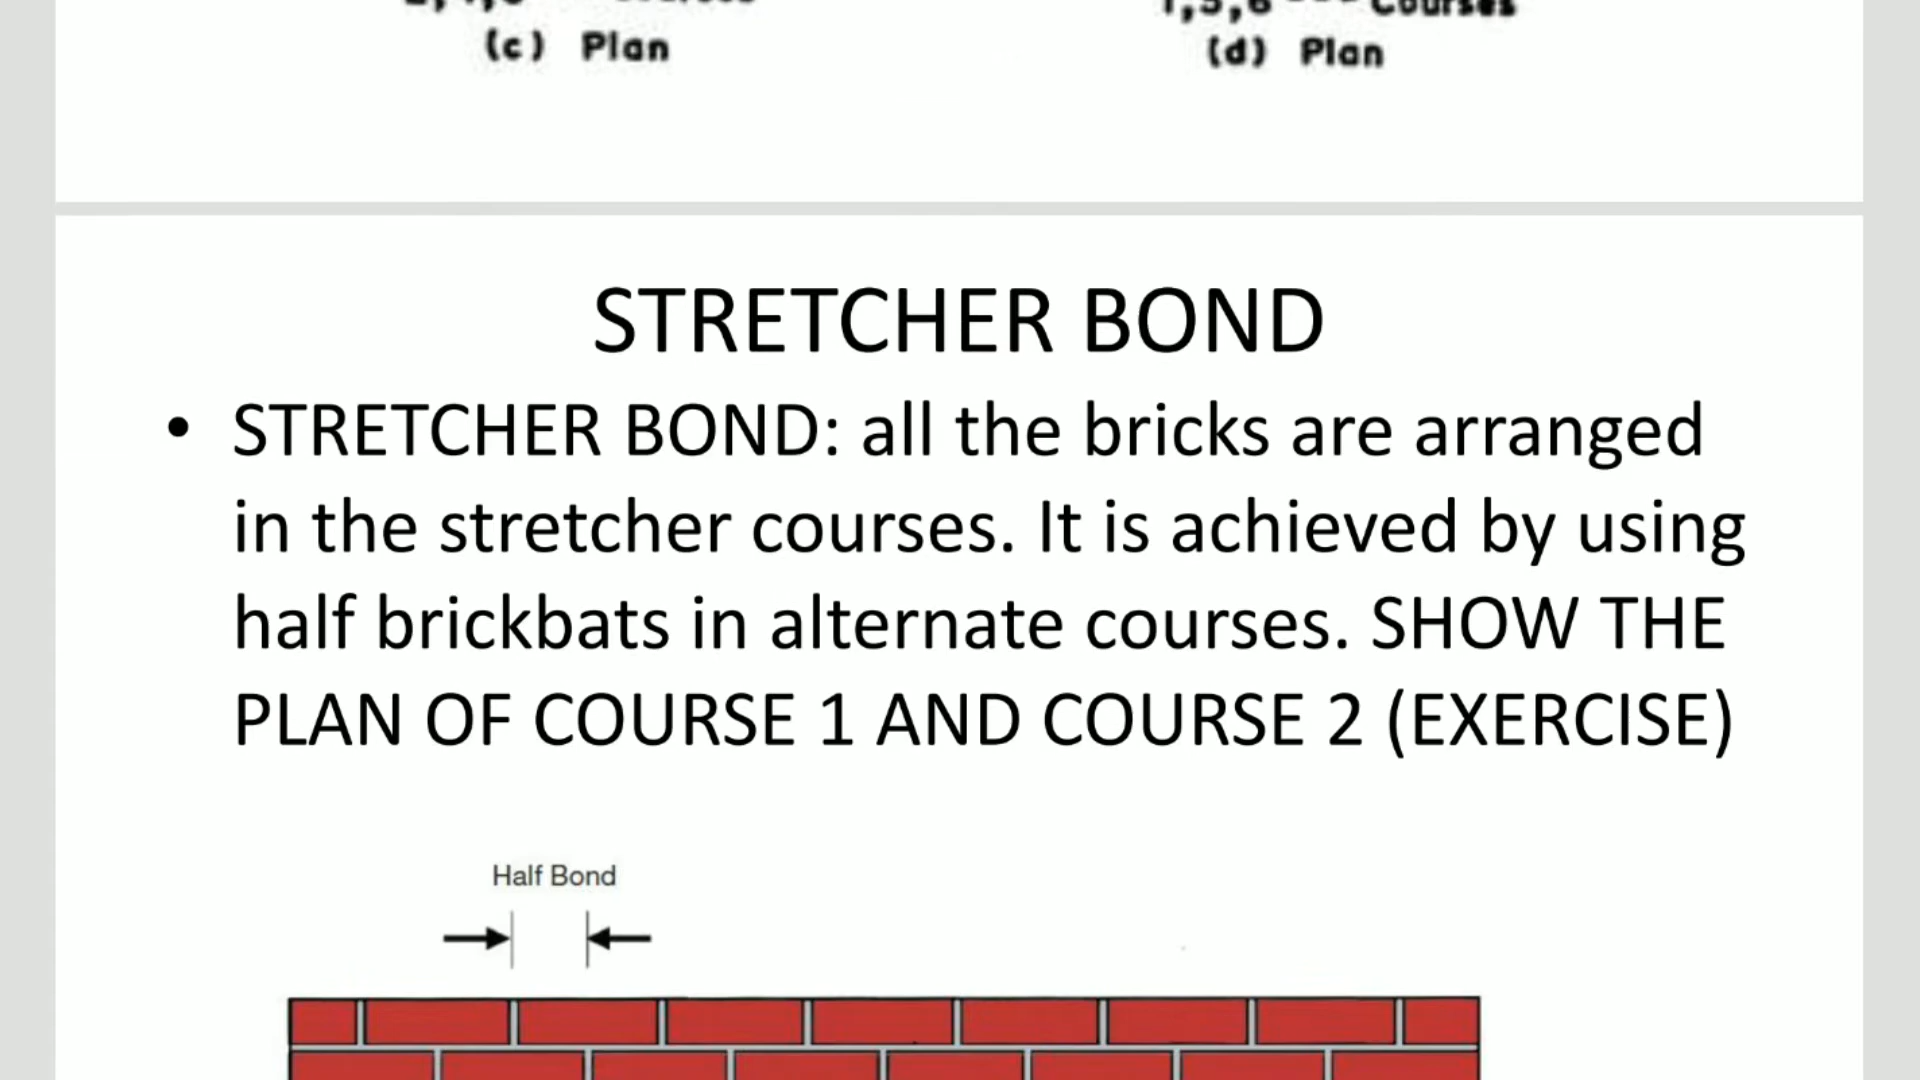 Courses
(c) Plan
(d) Plan
STRETCHER BOND
• STRETCHER BOND: all the bricks are arranged
in the stretcher courses. It is achieved by using
half brickbats in alternate courses. SHOW THE
PLAN OF COURSE 1 AND COURSE 2 (EXERCISE)
Half Bond